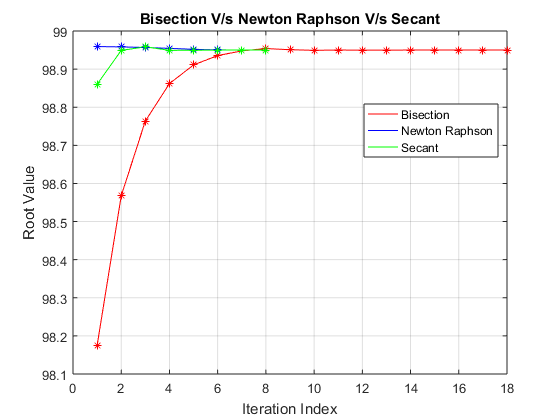 Bisection V/s Newton Raphson V/s Secant
99
98.9
98.8
98.7
98.6
98.5
98.4
98.3
98.2
98.1
Root Value
Bisection
Newton Raphson
Secant
0 2 4 6 8 10 12 14 16 18
Iteration Index